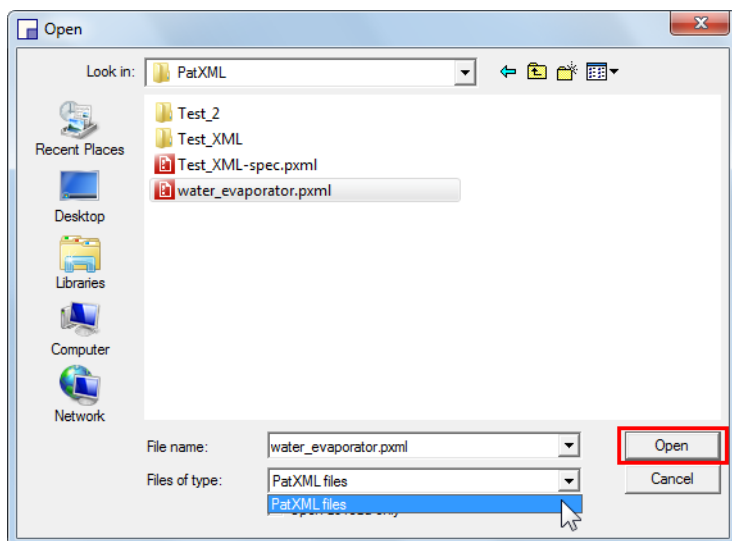 Open
Look in: PatXML
Recent Places
Desktop
Libraries
Computer
Network
Test_2
Test_XML
Test_XML-spec.pxml
water_evaporator.pxml
File name: water_evaporator.pxml Open
Files of type: PatXML files Cancel
PatXML files